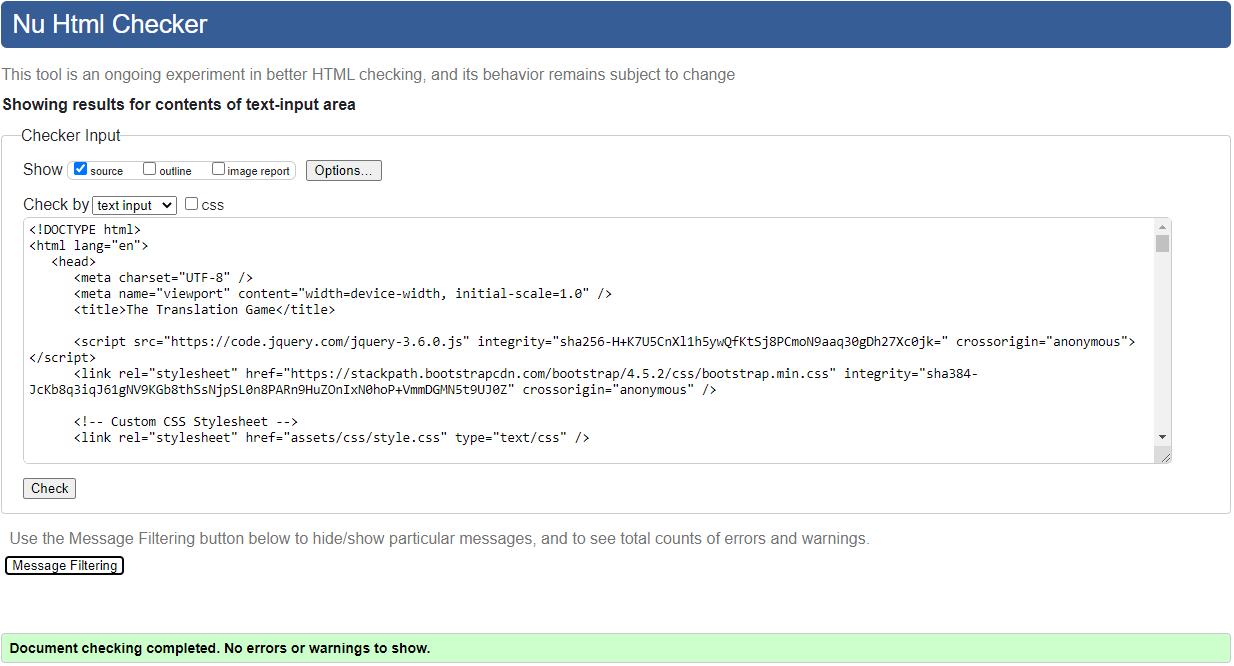 Nu Html Checker
This tool is an ongoing experiment in better HTML checking, and its behavior remains subject to change
Showing results for contents of text-input area
Checker Input
Show source outline image report Options...
Check by text input CSS
<!DOCTYPE html>
<html lang="en">
<head>
<meta charset="UTF-8" />
<meta name="viewport" content="width=device-width, initial-scale=1.0" />
<title>The Translation Game</title>
<script src="https://code.jquery.com/jquery-3.6.0.js" integrity="sha256-H+K7U5CnXl1h5ywQfKtSj8PCmoN9aaq30gDh27Xc0jk=" crossorigin="anonymous">
</script>
<link rel="stylesheet" href="https://stackpath.bootstrapcdn.com/bootstrap/4.5.2/css/bootstrap.min.css" integrity="sha384-
JcKb8q3iqJ61gNV9KGb8thSsNjpSL0n8PARn9HuZOnIxN0hoP+VmmDGMN5t9UJ0Z" crossorigin="anonymous" />
<!-- Custom CSS Stylesheet -->
<link rel="stylesheet" href="assets/css/style.css" type="text/css" />
Check
Use the Message Filtering button below to hide/show particular messages, and to see total counts of errors and warnings.
Message Filtering
Document checking completed. No errors or warnings to show.